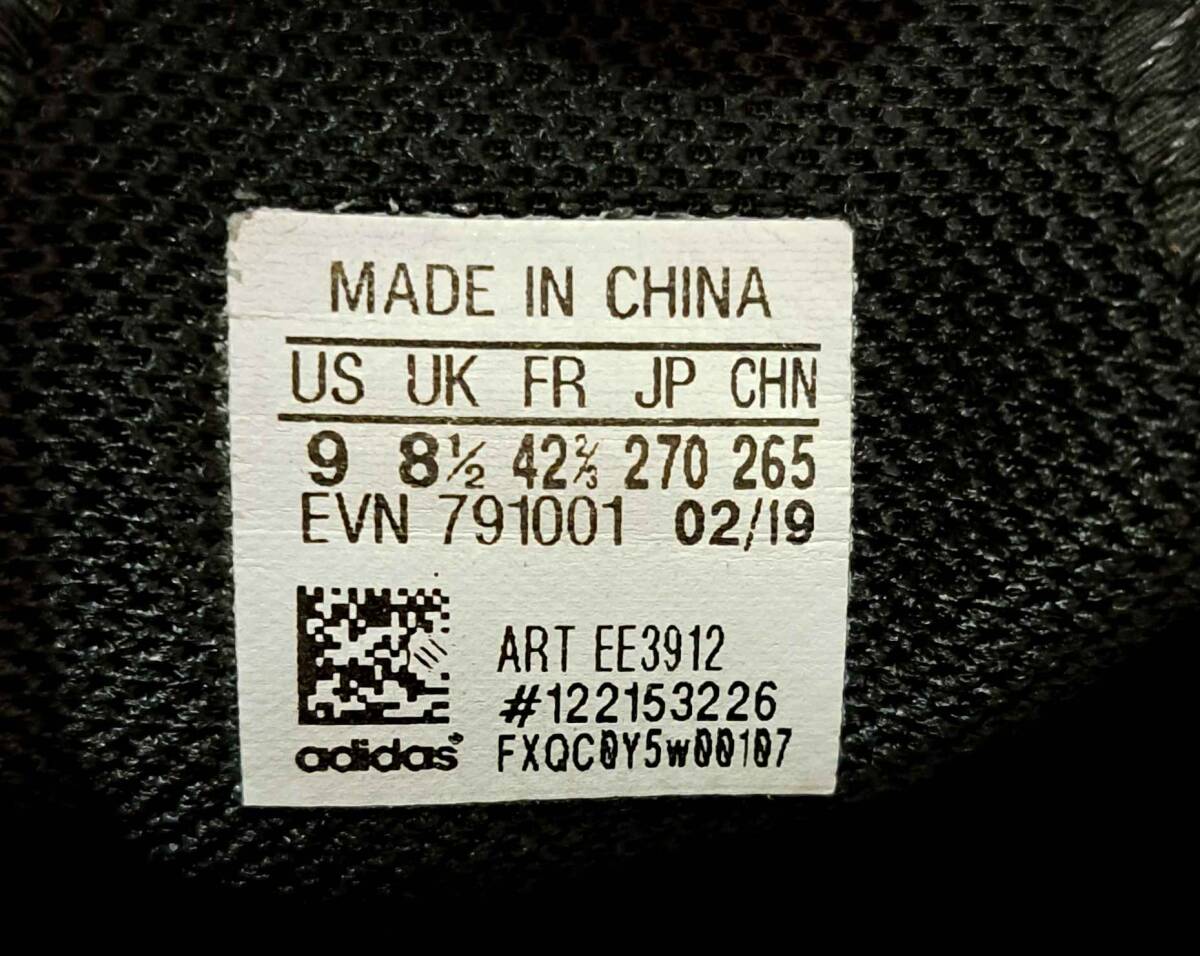 MADE IN CHINA
US UK FR JP CHN
9 8½ 42⅔ 270 265
EVN 791001 02/19
ART EE3912
#122153226
adidas® FXQC0Y5w00107